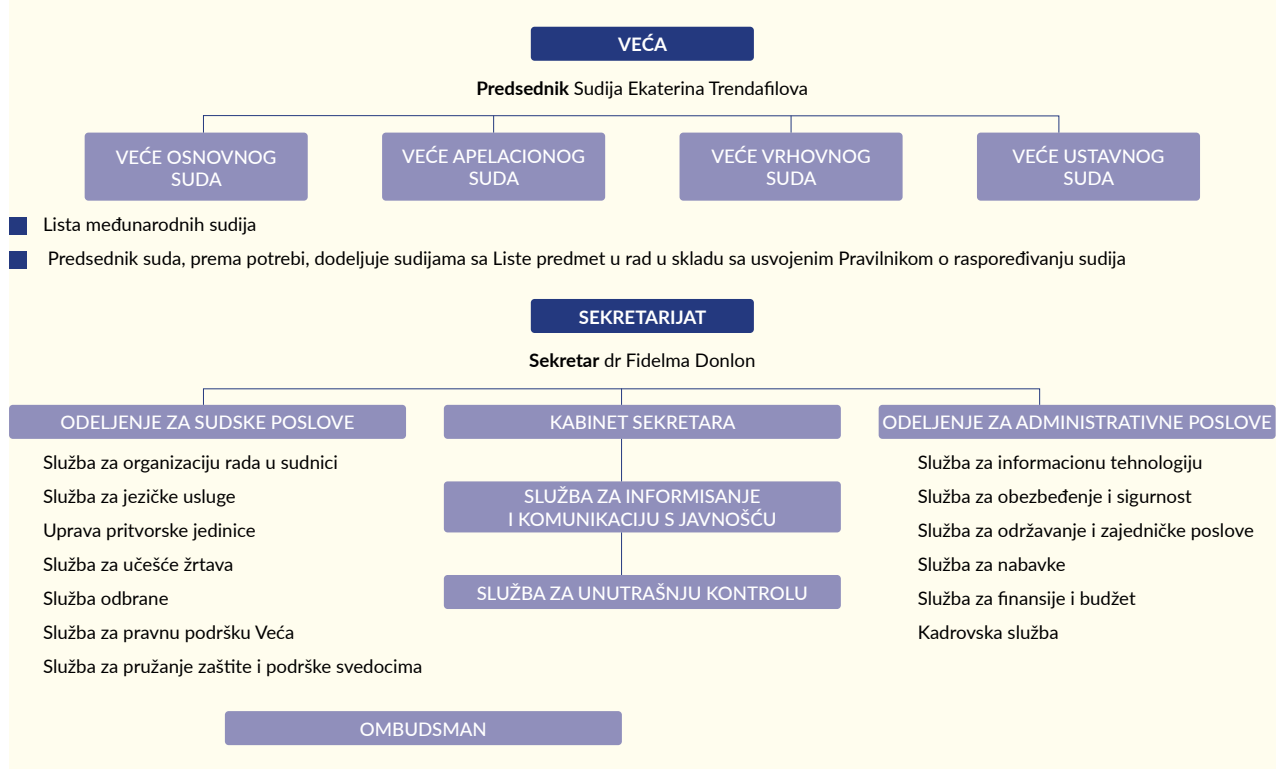 VEĆA
Predsednik Sudija Ekaterina Trendafilova
VEĆE OSNOVNOG
SUDA
VEĆE APELACIONOG
SUDA
VEĆE VRHOVNOG
SUDA
VEĆE USTAVNOG
SUDA
Lista međunarodnih sudija
Predsednik suda, prema potrebi, dodeljuje sudijama sa Liste predmet u rad u skladu sa usvojenim Pravilnikom o raspoređivanju sudija
SEKRETARIJAT
Sekretar dr Fidelma Donlon
ODELJENJE ZA SUDSKE POSLOVE
Služba za organizaciju rada u sudnici
Služba za jezičke usluge
Uprava pritvorske jedinice
Služba za učešće žrtava
Služba odbrane
Služba za pravnu podršku Veća
Služba za pružanje zaštite i podrške svedocima
KABINET SEKRETARA
SLUŽBA ZA INFORMISANJE
I KOMUNIKACIJU S JAVNOŠĆU
SLUŽBA ZA UNUTRAŠNJU KONTROLU
ODELJENJE ZA ADMINISTRATIVNE POSLOVE
Služba za informacionu tehnologiju
Služba za obezbeđenje i sigurnost
Služba za održavanje i zajedničke poslove
Služba za nabavke
Služba za finansije i budžet
Kadrovska služba
OMBUDSMAN